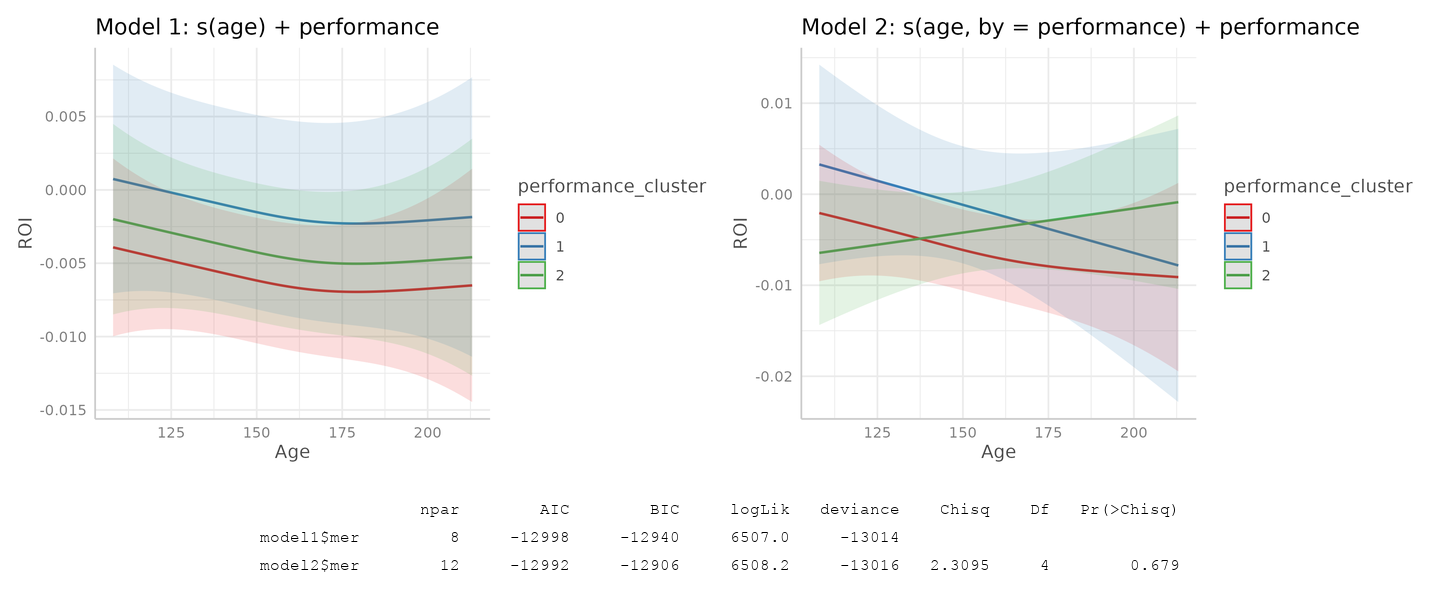 Model 1: s(age) + performance
0.005
0.000
-0.005
-0.010
-0.015
ROI
125 150 175 200
Age
performance_cluster
0
1
2
Model 2: s(age, by = performance) + performance
0.01
0.00
-0.01
-0.02
ROI
125 150 175 200
Age
performance_cluster
0
1
2
npar AIC BIC logLik deviance Chisq Df Pr(>Chisq)
model1$mer 8 -12998 -12940 6507.0 -13014
model2$mer 12 -12992 -12906 6508.2 -13016 2.3095 4 0.679